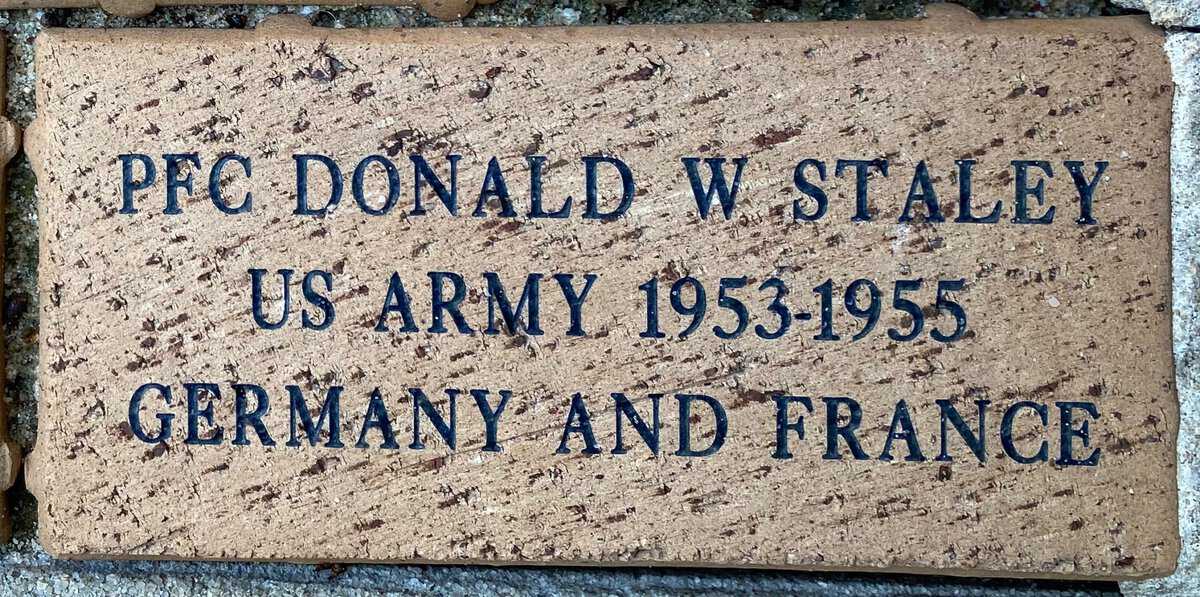 PFC DONALD W STALEY
US ARMY 1953-1955
GERMANY AND FRANCE